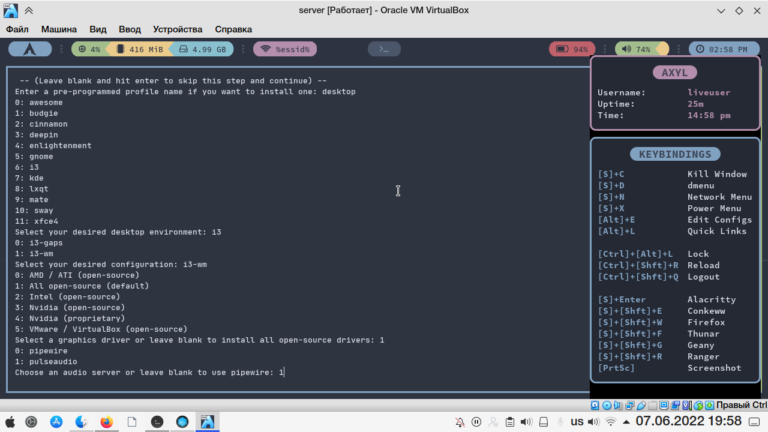 server [Работает] - Oracle VM VirtualBox
Файл Машина Вид Ввод Устройства Справка
4% 416 MiB 4.99 GB %essid% >_ 94% 74% 02:58 PM
-- (Leave blank and hit enter to skip this step and continue) --
Enter a pre-programmed profile name if you want to install one: desktop
0: awesome
1: budgie
2: cinnamon
3: deepin
4: enlightenment
5: gnome
6: i3
7: kde
8: lxqt
9: mate
10: sway
11: xfce4
Select your desired desktop environment: i3
0: i3-gaps
1: i3-wm
Select your desired configuration: i3-wm
0: AMD / ATI (open-source)
1: All open-source (default)
2: Intel (open-source)
3: Nvidia (open-source)
4: Nvidia (proprietary)
5: VMware / VirtualBox (open-source)
Select a graphics driver or leave blank to install all open-source drivers: 1
0: pipewire
1: pulseaudio
Choose an audio server or leave blank to use pipewire: 1
AXYL
Username: liveuser
Uptime: 25m
Time: 14:58 pm
KEYBINDINGS
[S]+C Kill Window
[S]+D dmenu
[S]+N Network Menu
[S]+X Power Menu
[Alt]+E Edit Configs
[Alt]+L Quick Links
[Ctrl]+[Alt]+L Lock
[Ctrl]+[Shft]+R Reload
[Ctrl]+[Shft]+Q Logout
[S]+Enter Alacritty
[S]+[Shft]+E Conkeww
[S]+[Shft]+W Firefox
[S]+[Shft]+F Thunar
[S]+[Shft]+G Geany
[S]+[Shft]+R Ranger
[PrtSc] Screenshot
Правый Ctrl
us 07.06.2022 19:58